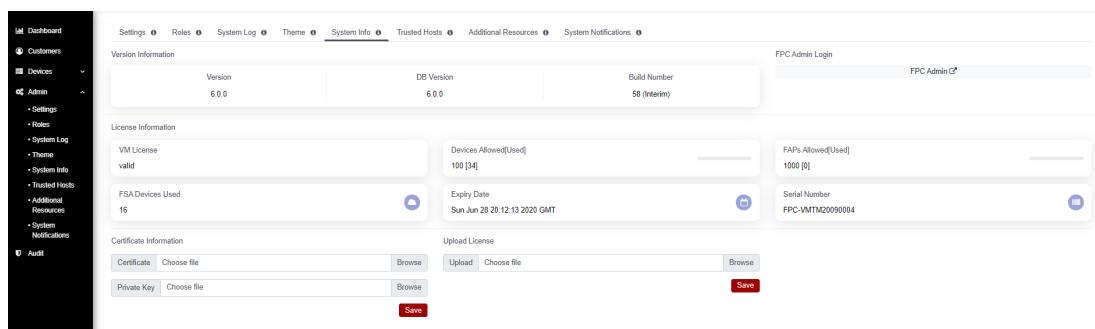 Dashboard
Customers
Devices
Admin
• Settings
• Roles
• System Log
• Theme
• System Info
• Trusted Hosts
• Additional
Resources
• System
Notifications
Audit
Settings Roles System Log Theme System Info Trusted Hosts Additional Resources System Notifications
Version Information
Version DB Version Build Number
6.0.0 6.0.0 58 (Interim)
FPC Admin Login
FPC Admin
License Information
VM License
valid
Devices Allowed[Used]
100 [34]
FAPs Allowed[Used]
1000 [0]
FSA Devices Used
16
Expiry Date
Sun Jun 28 20:12:13 2020 GMT
Serial Number
FPC-VMTM20090004
Certificate Information
Certificate Choose file Browse
Private Key Choose file Browse
Save
Upload License
Upload Choose file Browse
Save